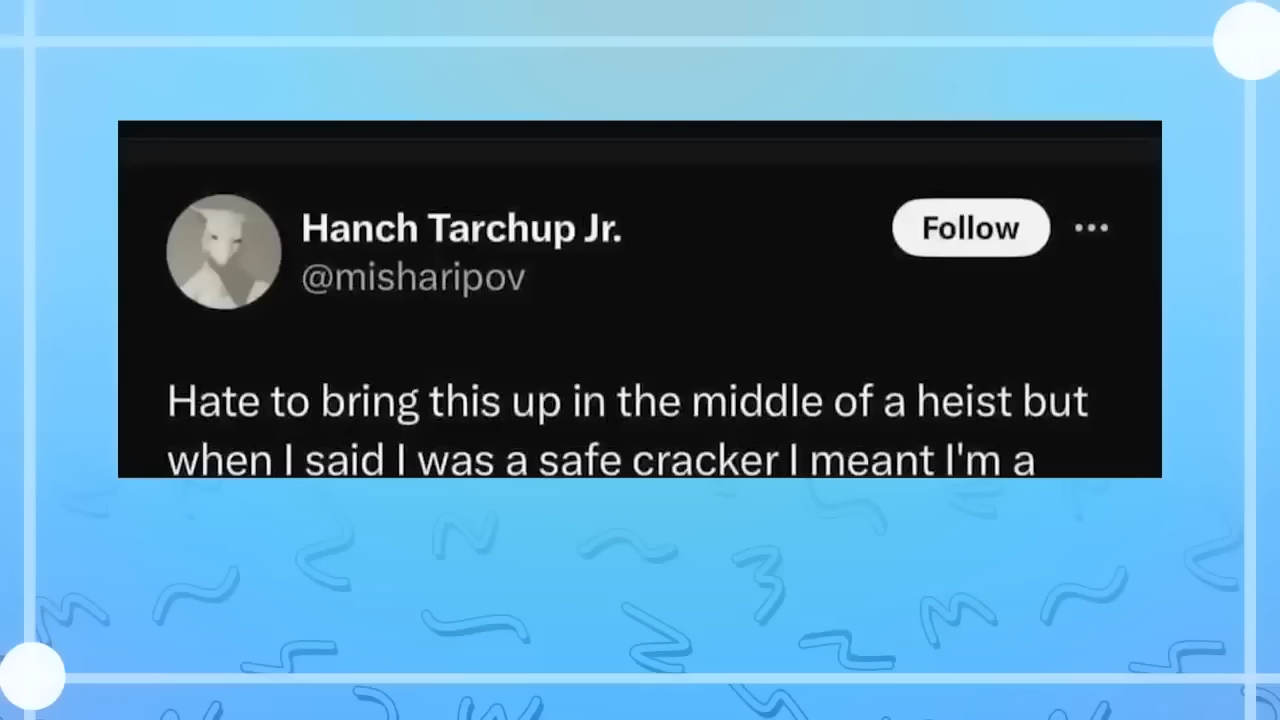 Hanch Tarchup Jr.
Follow
@misharipov
Hate to bring this up in the middle of a heist but
when I said I was a safe cracker I meant I'm a